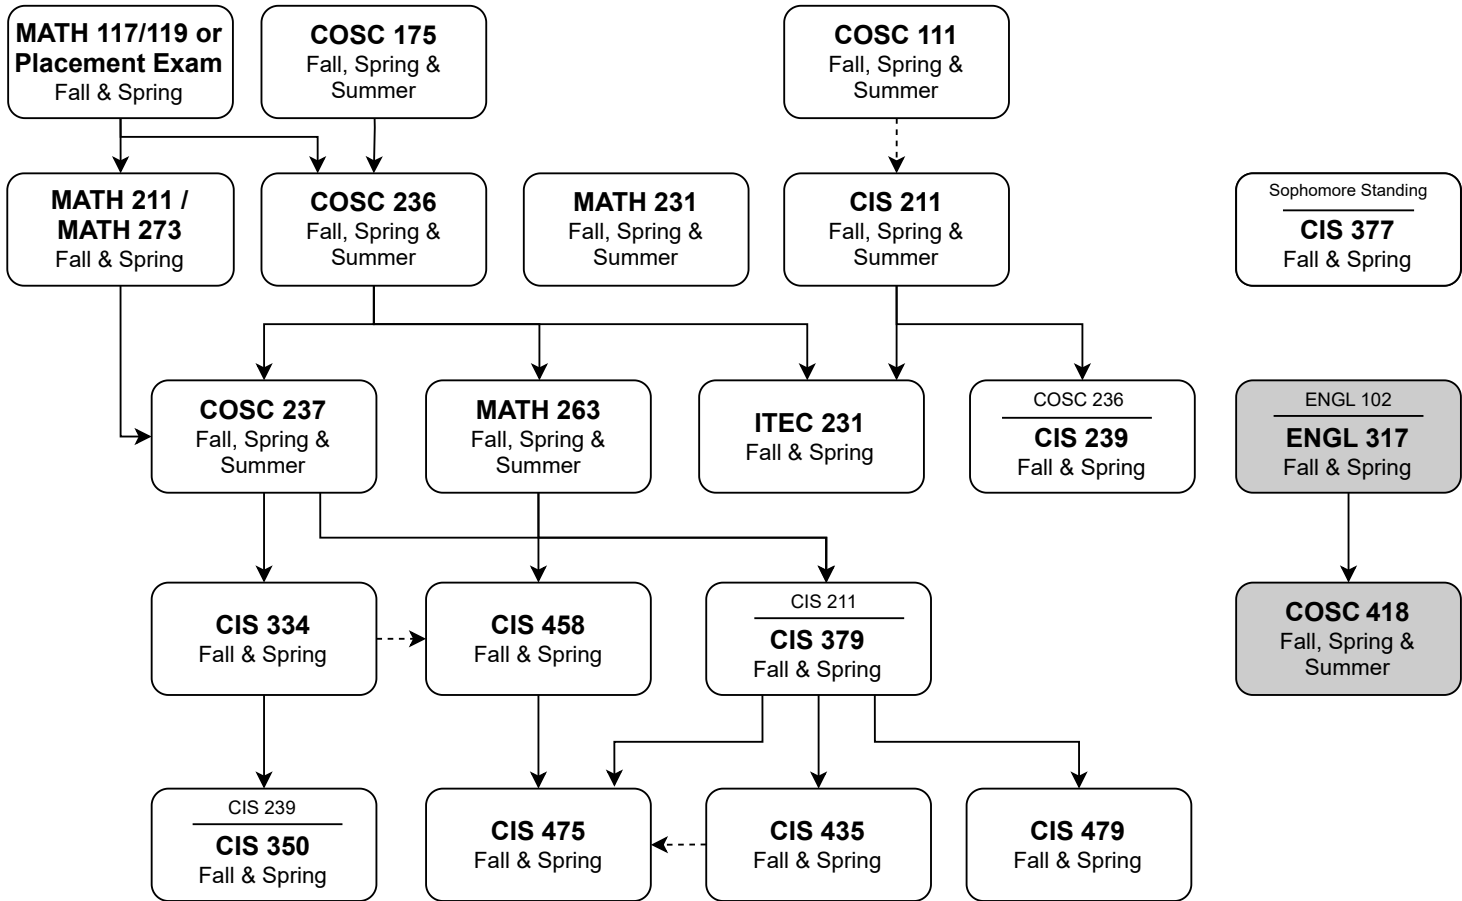 MATH 117/119 or
Placement Exam
Fall & Spring
COSC 175
Fall, Spring &
Summer
COSC 111
Fall, Spring &
Summer
MATH 211 /
MATH 273
Fall & Spring
COSC 236
Fall, Spring &
Summer
MATH 231
Fall, Spring &
Summer
CIS 211
Fall, Spring &
Summer
Sophomore Standing
CIS 377
Fall & Spring
COSC 237
Fall, Spring &
Summer
MATH 263
Fall, Spring &
Summer
ITEC 231
Fall & Spring
COSC 236
CIS 239
Fall & Spring
ENGL 102
ENGL 317
Fall & Spring
CIS 334
Fall & Spring
CIS 458
Fall & Spring
CIS 211
CIS 379
Fall & Spring
COSC 418
Fall, Spring &
Summer
CIS 239
CIS 350
Fall & Spring
CIS 475
Fall & Spring
CIS 435
Fall & Spring
CIS 479
Fall & Spring